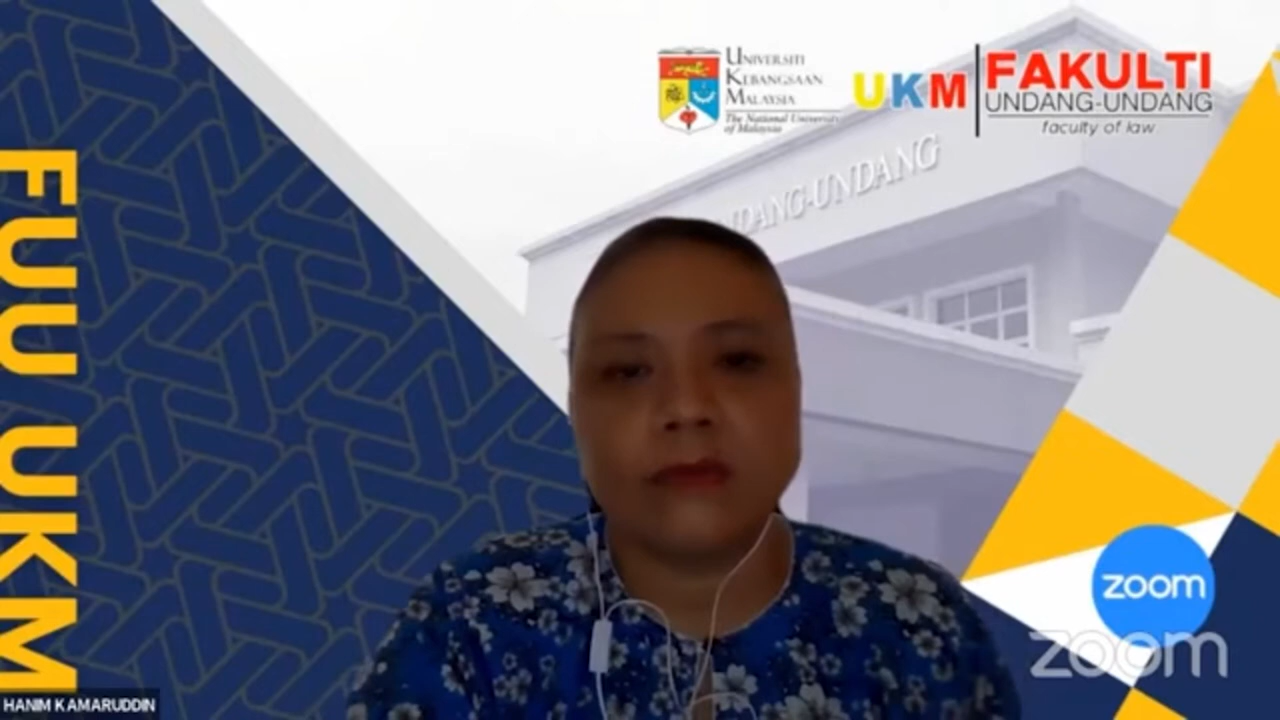 UNIVERSITI
KEBANGSAAN
MALAYSIA
The National University
of Malaysia
UKM
FAKULTI
UNDANG-UNDANG
faculty of law
UNDANG-UNDANG
FUU UKM
zoom
zoom
HANIM KAMARUDDIN